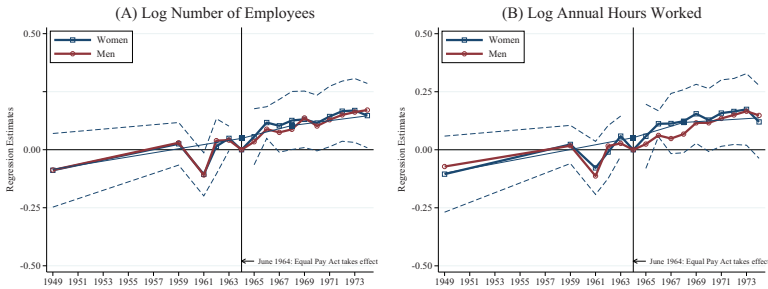 (A) Log Number of Employees
0.50
0.25
0.00
-0.25
-0.50
Regression Estimates
Women
Men
June 1964: Equal Pay Act takes effect
1949 1951 1953 1955 1957 1959 1961 1963 1965 1967 1969 1971 1973
(B) Log Annual Hours Worked
0.50
0.25
0.00
-0.25
-0.50
Regression Estimates
Women
Men
June 1964: Equal Pay Act takes effect
1949 1951 1953 1955 1957 1959 1961 1963 1965 1967 1969 1971 1973